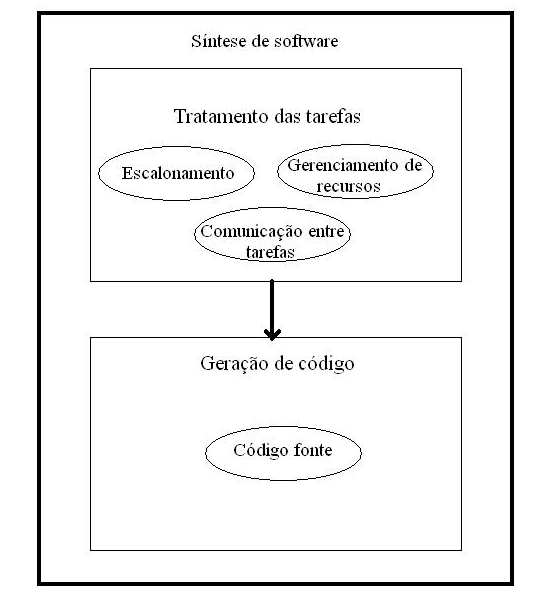 Síntese de software
Tratamento das tarefas
Escalonamento
Gerenciamento de
recursos
Comunicação entre
tarefas
Geração de código
Código fonte